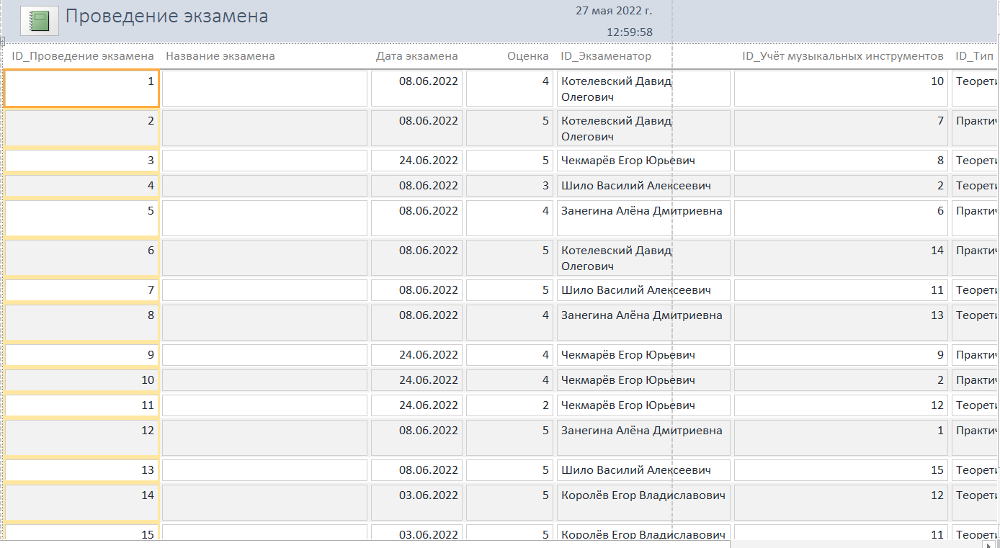 Проведение экзамена
27 мая 2022 г.
12:59:58
ID_Проведение экзамена Название экзамена Дата экзамена Оценка ID_Экзаменатор ID_Учёт музыкальных инструментов ID_Тип
1 08.06.2022 4 Котелевский Давид 10 Теорети
Олегович
2 08.06.2022 5 Котелевский Давид 7 Практич
Олегович
3 24.06.2022 5 Чекмарёв Егор Юрьевич 8 Теорети
4 08.06.2022 3 Шило Василий Алексеевич 2 Теорети
5 08.06.2022 4 Занегина Алёна Дмитриевна 6 Практич
6 08.06.2022 5 Котелевский Давид 14 Практич
Олегович
7 08.06.2022 5 Шило Василий Алексеевич 11 Теорети
8 08.06.2022 4 Занегина Алёна Дмитриевна 13 Теорети
9 24.06.2022 4 Чекмарёв Егор Юрьевич 9 Практич
10 24.06.2022 4 Чекмарёв Егор Юрьевич 2 Практич
11 24.06.2022 2 Чекмарёв Егор Юрьевич 12 Теорети
12 08.06.2022 5 Занегина Алёна Дмитриевна 1 Практич
13 08.06.2022 5 Шило Василий Алексеевич 15 Теорети
14 03.06.2022 5 Королёв Егор Владиславович 12 Теорети
15 03.06.2022 5 Королёв Егор Владиславович 11 Теорети